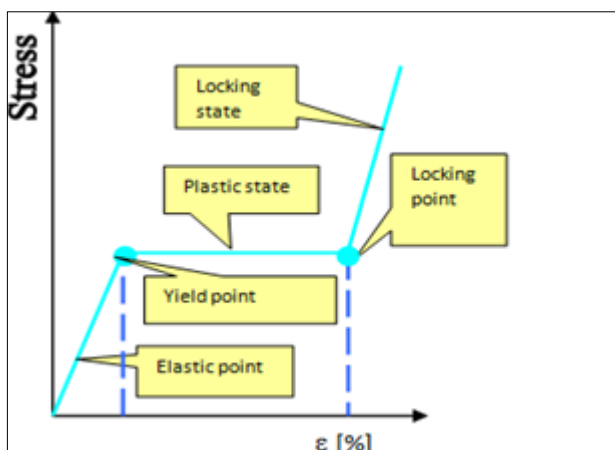 Stress
Locking
state
Plastic state
Locking
point
Yield point
Elastic point
ε [%]